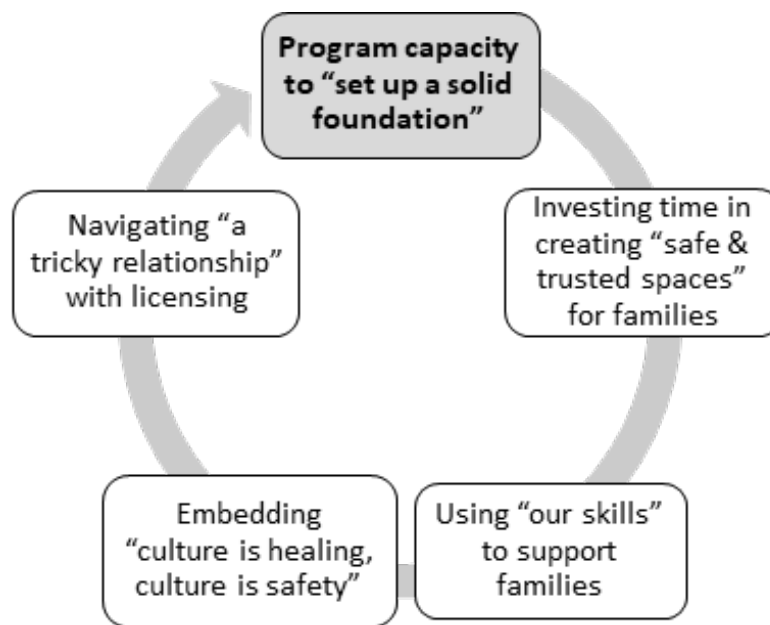 Program capacity
to “set up a solid
foundation”
Investing time in
creating “safe &
trusted spaces”
for families
Using “our skills”
to support
families
Embedding
“culture is healing,
culture is safety”
Navigating “a
tricky relationship”
with licensing